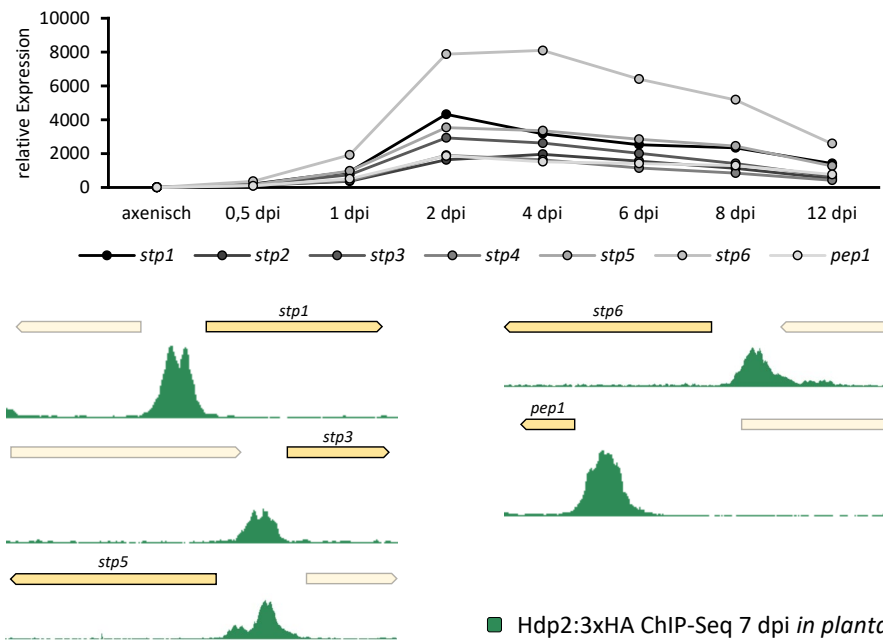 10000
8000
6000
4000
2000
0
relative Expression
axenisch 0,5 dpi 1 dpi 2 dpi 4 dpi 6 dpi 8 dpi 12 dpi
stp1 stp2 stp3 stp4 stp5 stp6 pep1
stp1
stp6
pep1
stp3
stp5
Hdp2:3xHA ChIP-Seq 7 dpi in planta